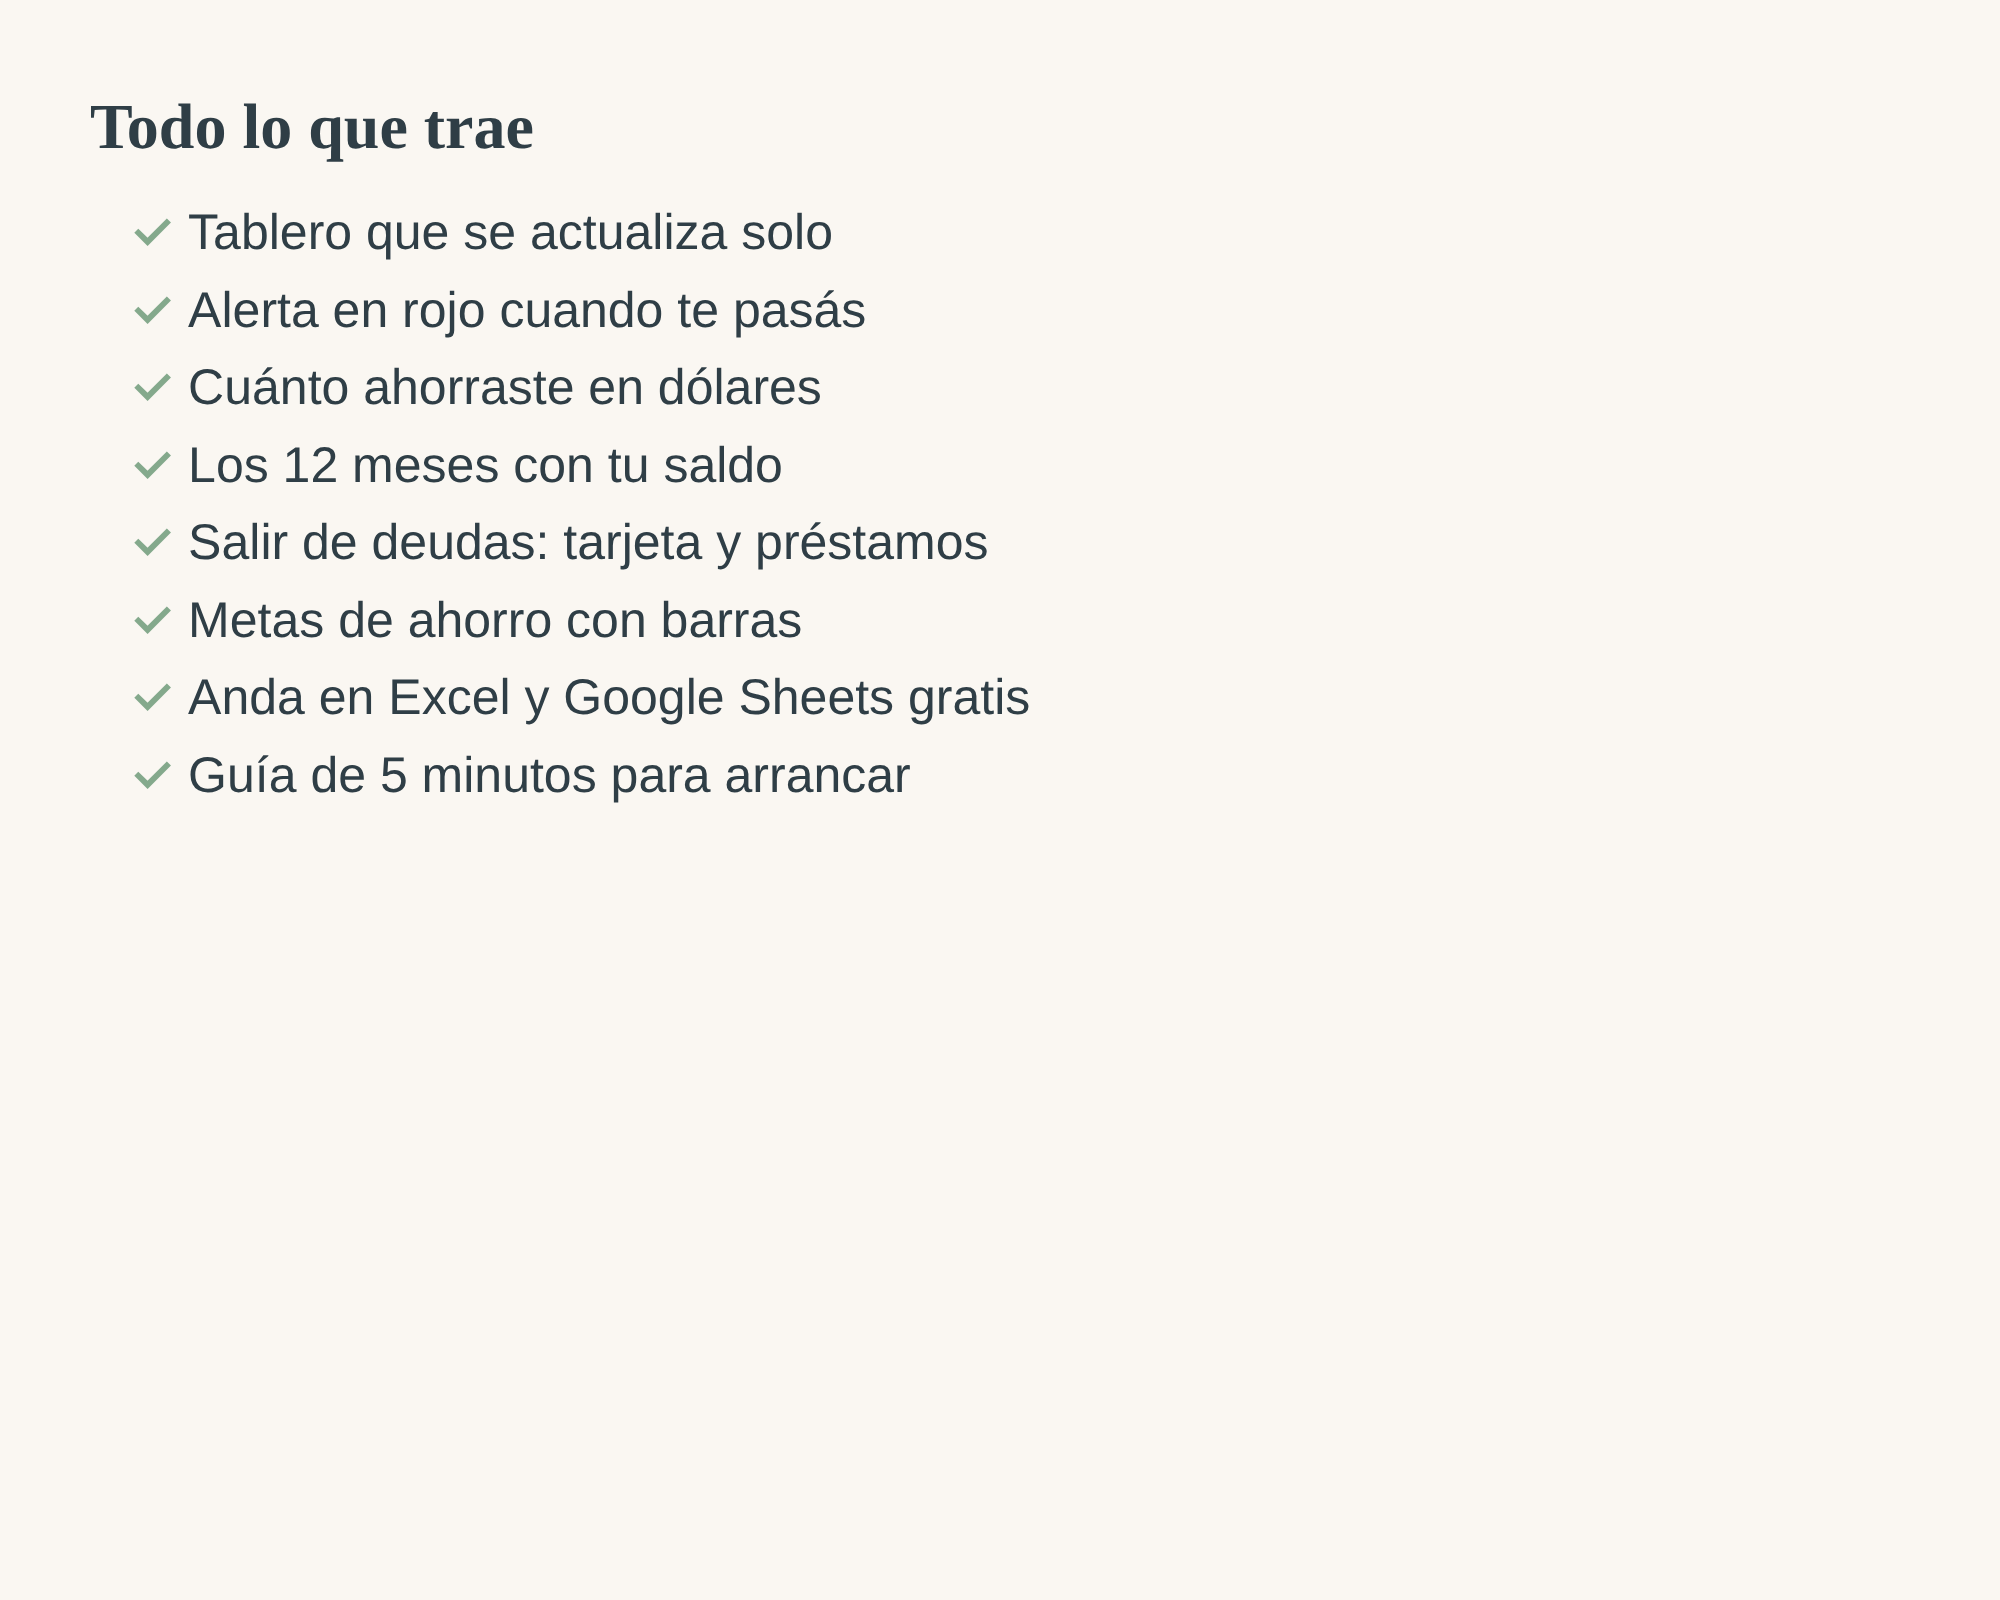 Todo lo que trae
Tablero que se actualiza solo
Alerta en rojo cuando te pasás
Cuánto ahorraste en dólares
Los 12 meses con tu saldo
Salir de deudas: tarjeta y préstamos
Metas de ahorro con barras
Anda en Excel y Google Sheets gratis
Guía de 5 minutos para arrancar